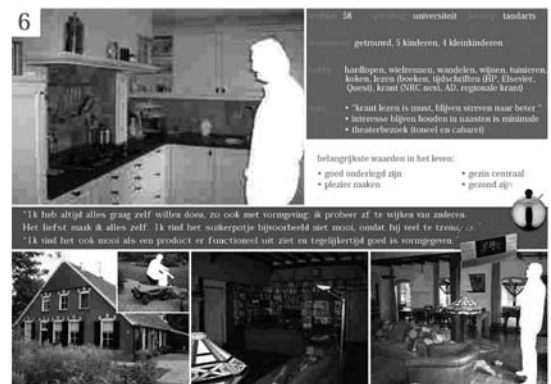 6
leeftijd: 58 opleiding: universiteit beroep: tandarts
getrouwd, 5 kinderen, 4 kleinkinderen
hardlopen, wielrennen, wandelen, wijnen, tuinieren,
koken, lezen (boeken, tijdschriften (HP, Elsevier,
Quest), krant (NRC next, AD, regionale krant)
• "krant lezen is must, blijven streven naar beter "
• interesse blijven houden in naasten is minimale
• theaterbezoek (toneel en cabaret)
belangrijkste waarden in het leven:
• goed onderlegd zijn • gezin centraal
• plezier maken • gezond zijn
"Ik heb altijd alles graag zelf willen doen, zo ook met vormgeving; ik probeer af te wijken van anderen.
Het liefst maak ik alles zelf. Ik vind het suikerpotje bijvoorbeeld niet mooi, omdat hij veel te trendy is."
"Ik vind het ook mooi als een product er functioneel uit ziet en tegelijkertijd goed is vormgegeven."